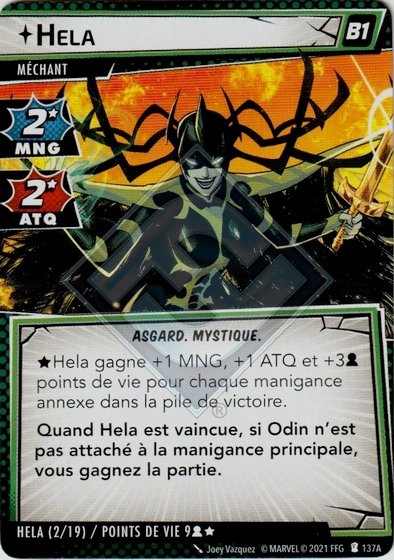 HELA
B1
MÉCHANT
2
MNG
2
ATQ
ASGARD. MYSTIQUE.
★Hela gagne +1 MNG, +1 ATQ et +3
points de vie pour chaque manigance
annexe dans la pile de victoire.
Quand Hela est vaincue, si Odin n'est
pas attaché à la manigance principale,
vous gagnez la partie.
HELA (2/19) / POINTS DE VIE 9 ★
Joey Vazquez © MARVEL © 2021 FFG 137A